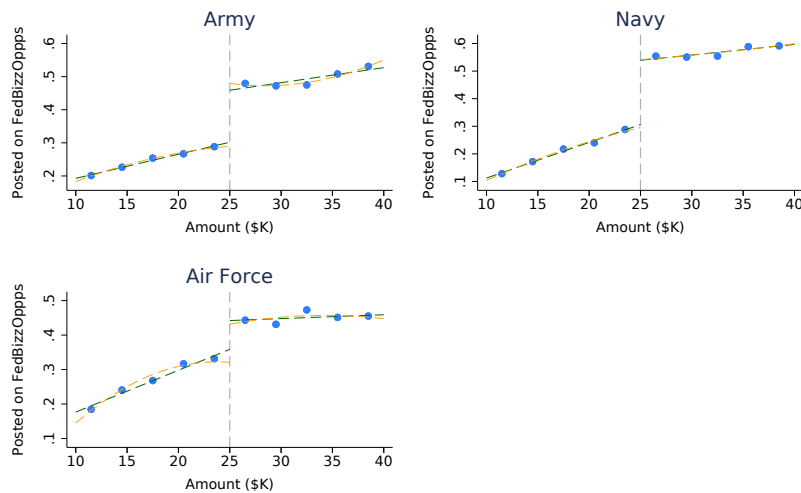 Army
Posted on FedBizzOppps
.2 .3 .4 .5 .6
10 15 20 25 30 35 40
Amount ($K)
Navy
Posted on FedBizzOppps
.1 .2 .3 .4 .5 .6
10 15 20 25 30 35 40
Amount ($K)
Air Force
Posted on FedBizzOppps
.1 .2 .3 .4 .5
10 15 20 25 30 35 40
Amount ($K)